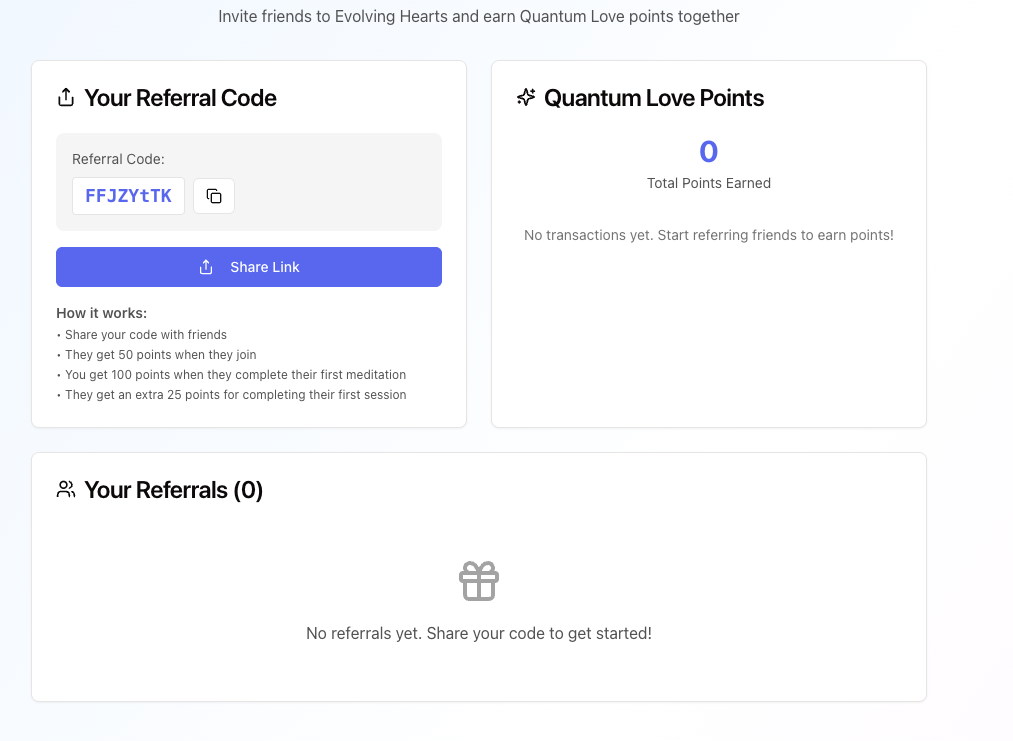 Invite friends to Evolving Hearts and earn Quantum Love points together
Your Referral Code
Referral Code:
FFJZYtTK
Share Link
How it works:
• Share your code with friends
• They get 50 points when they join
• You get 100 points when they complete their first meditation
• They get an extra 25 points for completing their first session
Quantum Love Points
0
Total Points Earned
No transactions yet. Start referring friends to earn points!
Your Referrals (0)
No referrals yet. Share your code to get started!